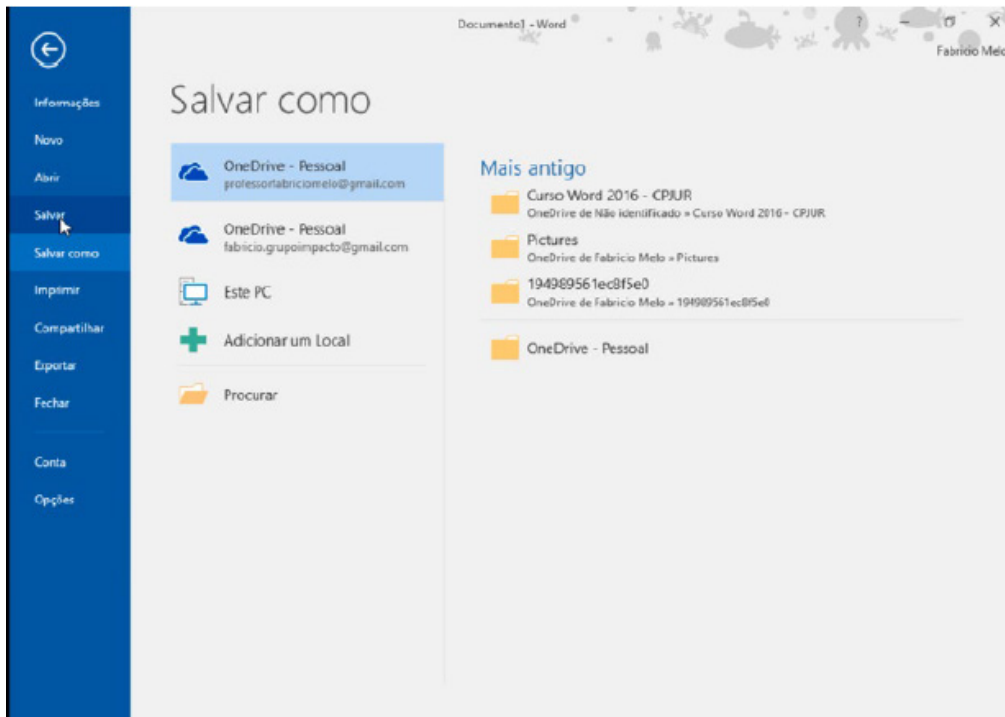 Documento1 - Word
?
Fabricio Melo
Informações
Novo
Abrir
Salvar
Salvar como
Imprimir
Compartilhar
Exportar
Fechar
Conta
Opções
Salvar como
OneDrive - Pessoal
professorfabriciomelo@gmail.com
OneDrive - Pessoal
fabricio.grupoimpacto@gmail.com
Este PC
Adicionar um Local
Procurar
Mais antigo
Curso Word 2016 - CPJUR
OneDrive de Não identificado » Curso Word 2016 - CPJUR
Pictures
OneDrive de Fabricio Melo » Pictures
194989561ec8f5e0
OneDrive de Fabricio Melo » 194989561ec8f5e0
OneDrive - Pessoal